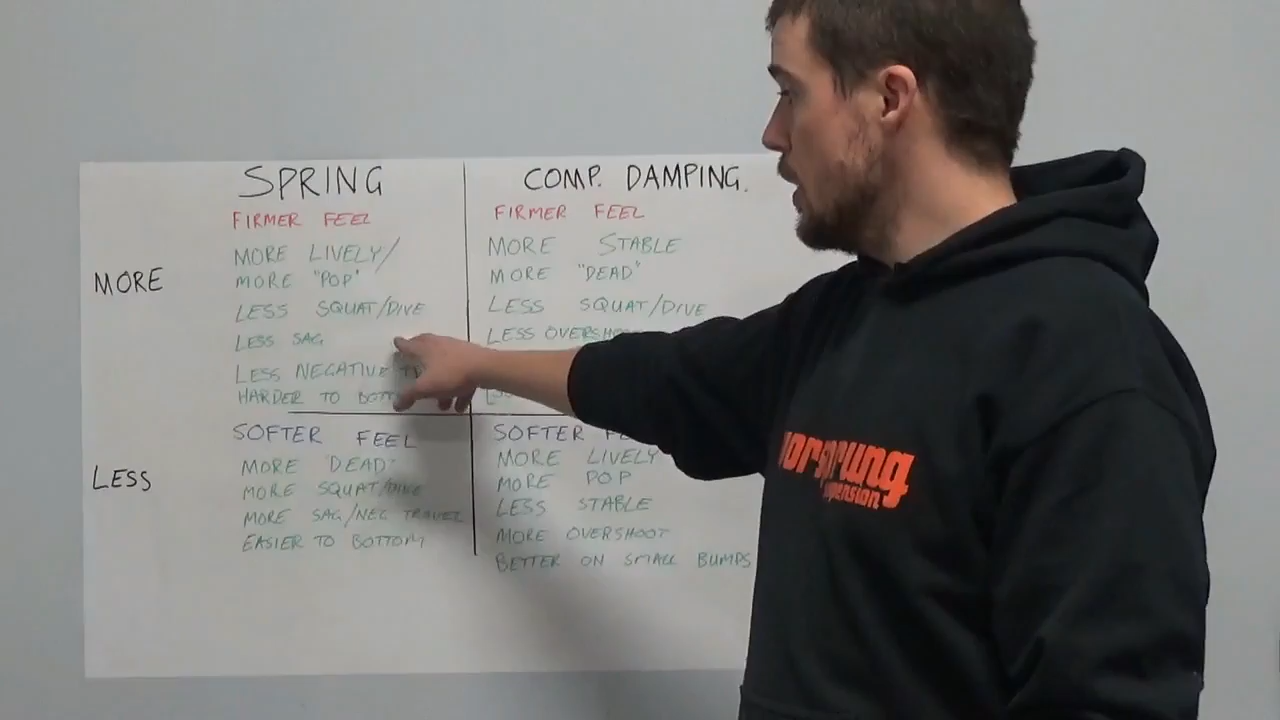 SPRING
COMP. DAMPING.
MORE
FIRMER FEEL
MORE LIVELY/
MORE "POP"
LESS SQUAT/DIVE
LESS SAG
LESS NEGATIVE
HARDER TO
FIRMER FEEL
MORE STABLE
MORE "DEAD"
LESS SQUAT/DIVE
LESS
LESS
SOFTER FEEL
MORE "DEAD"
MORE SQUAT/DIVE
MORE SAG/NEG TRAVEL
EASIER TO BOTTOM
SOFTER
MORE LIVELY
MORE POP
LESS STABLE
MORE OVERSHOOT
BETTER ON SMALL BUMPS
vorsprung